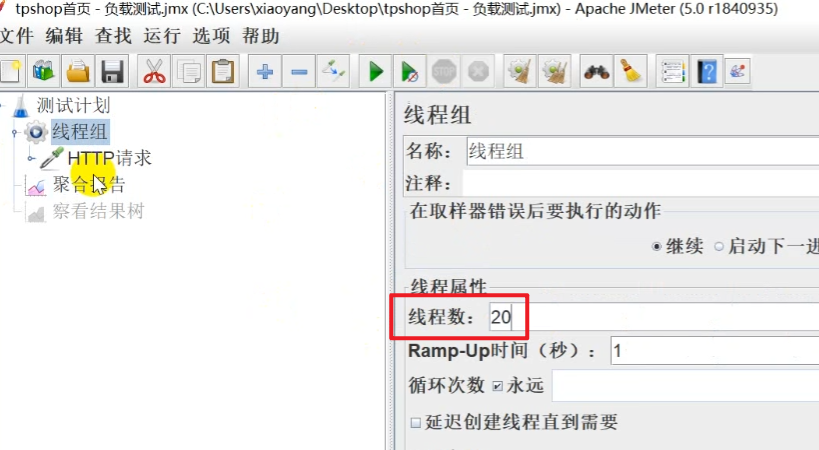 tpshop首页 - 负载测试.jmx (C:\Users\xiaoyang\Desktop\tpshop首页 - 负载测试.jmx) - Apache JMeter (5.0 r1840935)
文件 编辑 查找 运行 选项 帮助
STOP
测试计划
线程组
HTTP请求
聚合报告
察看结果树
线程组
名称： 线程组
注释：
在取样器错误后要执行的动作
继续 启动下一进
线程属性
线程数： 20
Ramp-Up时间（秒）： 1
循环次数 永远
延迟创建线程直到需要